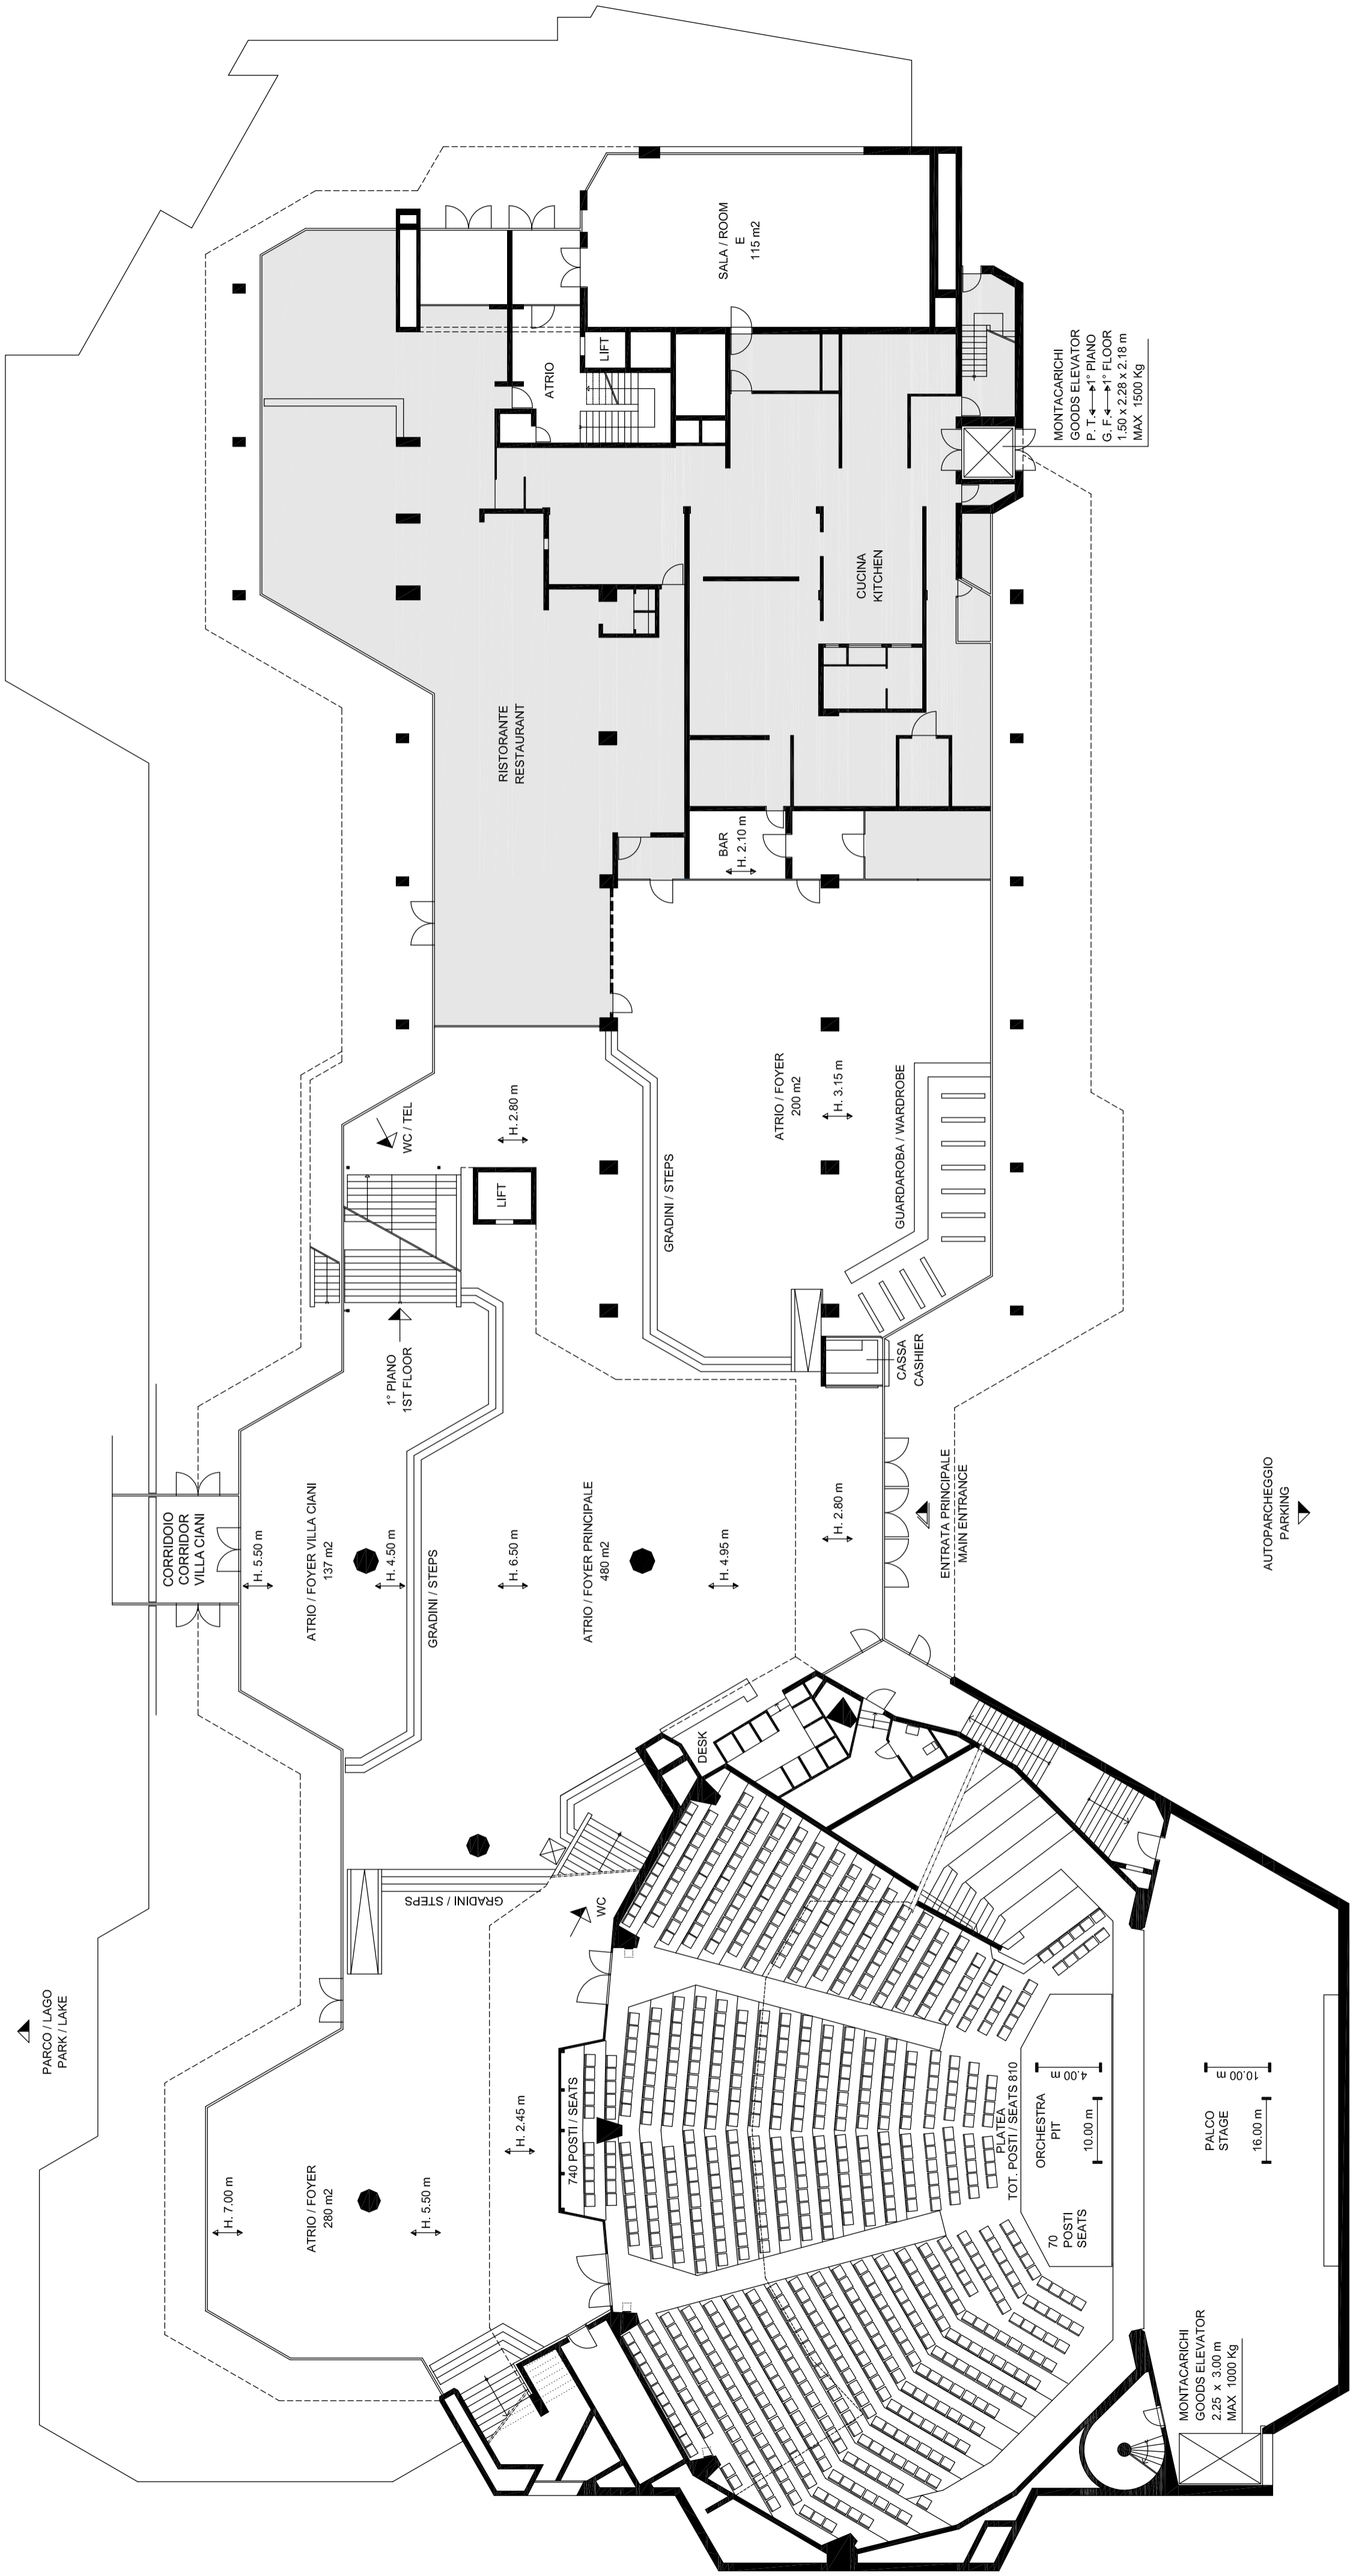 SALA / ROOM
E
115 m2
LIFT
ATRIO
MONTACARICHI
GOODS ELEVATOR
P. T. 1° PIANO
G. F. 1° FLOOR
1.50 x 2.28 x 2.18 m
MAX 1500 Kg
CUCINA
KITCHEN
RISTORANTE
RESTAURANT
BAR
H. 2.10 m
WC / TEL
H. 2.80 m
LIFT
ATRIO / FOYER
200 m2
H. 3.15 m
GUARDAROBA / WARDROBE
GRADINI / STEPS
1° PIANO
1ST FLOOR
CASSA
CASHIER
CORRIDOIO
CORRIDOR
VILLA CIANI
H. 5.50 m
ATRIO / FOYER VILLA CIANI
137 m2
H. 4.50 m
GRADINI / STEPS
H. 6.50 m
ATRIO / FOYER PRINCIPALE
480 m2
H. 4.95 m
H. 2.80 m
ENTRATA PRINCIPALE
MAIN ENTRANCE
AUTOPARCHEGGIO
PARKING
DESK
GRADINI / STEPS
WC
PARCO / LAGO
PARK / LAKE
H. 7.00 m
ATRIO / FOYER
280 m2
H. 5.50 m
H. 2.45 m
740 POSTI / SEATS
PLATEA
TOT. POSTI / SEATS 810
ORCHESTRA
PIT
4.00 m
10.00 m
70
POSTI
SEATS
PALCO
STAGE
10.00 m
16.00 m
MONTACARICHI
GOODS ELEVATOR
2.25 x 3.00 m
MAX 1000 Kg